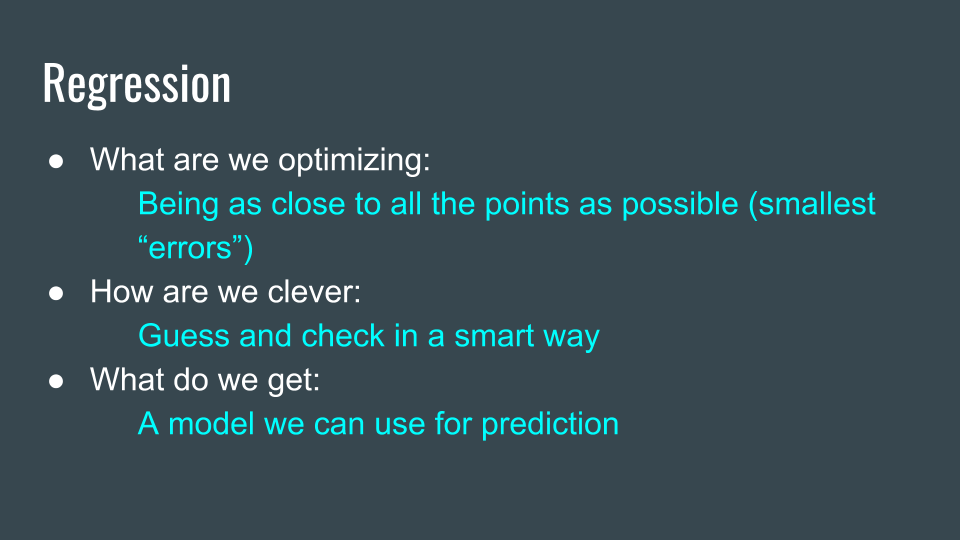 Regression
● What are we optimizing:
Being as close to all the points as possible (smallest
“errors”)
● How are we clever:
Guess and check in a smart way
● What do we get:
A model we can use for prediction